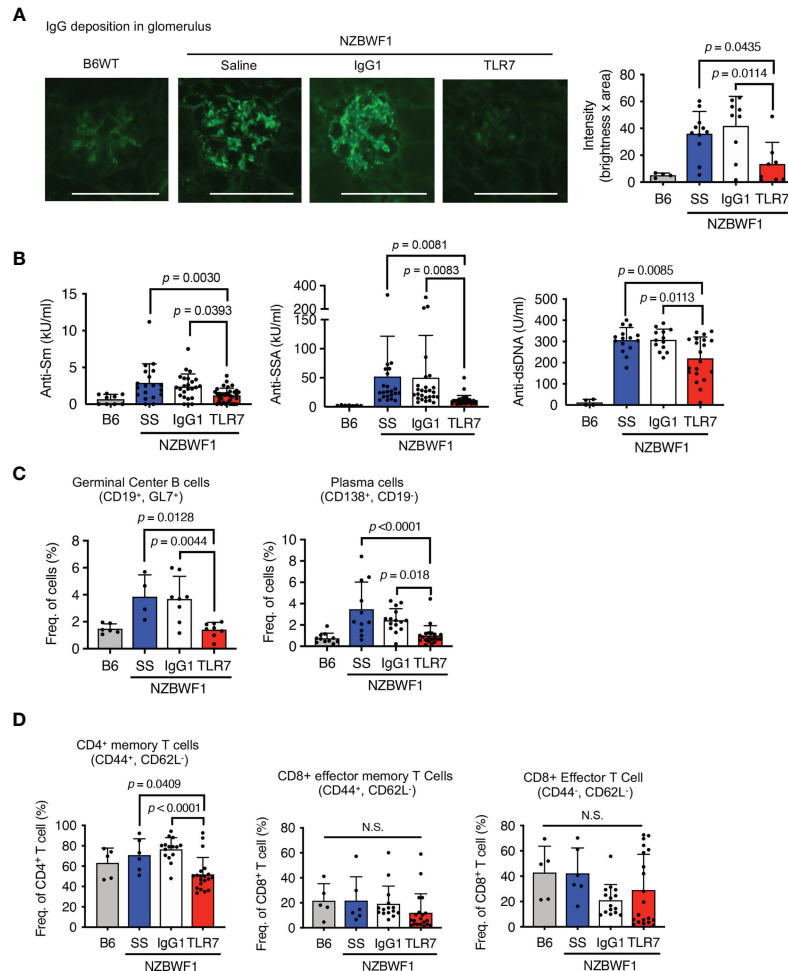 A
IgG deposition in glomerulus
NZBWF1
B6WT
Saline
IgG1
TLR7
p = 0.0435
p = 0.0114
Intensity
(brightness x area)
80
60
40
20
0
B6
SS
IgG1
TLR7
NZBWF1
B
p = 0.0030
p = 0.0393
Anti-Sm (kU/ml)
15
10
5
0
B6
SS
IgG1
TLR7
NZBWF1
p = 0.0081
p = 0.0083
Anti-SSA (kU/ml)
400
200
150
100
50
0
B6
SS
IgG1
TLR7
NZBWF1
p = 0.0085
p = 0.0113
Anti-dsDNA (U/ml)
500
400
300
200
100
0
B6
SS
IgG1
TLR7
NZBWF1
C
Germinal Center B cells
(CD19+, GL7+)
p = 0.0128
p = 0.0044
Freq. of cells (%)
8
6
4
2
0
B6
SS
IgG1
TLR7
NZBWF1
Plasma cells
(CD138+, CD19-)
p <0.0001
p = 0.018
Freq. of cells (%)
10
8
6
4
2
0
B6
SS
IgG1
TLR7
NZBWF1
D
CD4+ memory T cells
(CD44+, CD62L-)
p = 0.0409
p < 0.0001
Freq. of CD4+ T cell (%)
100
80
60
40
20
0
B6
SS
IgG1
TLR7
NZBWF1
CD8+ effector memory T Cells
(CD44+, CD62L-)
N.S.
Freq. of CD8+ T cell (%)
80
60
40
20
0
B6
SS
IgG1
TLR7
NZBWF1
CD8+ Effector T Cell
(CD44-, CD62L-)
N.S.
Freq. of CD8+ T cell (%)
80
60
40
20
0
B6
SS
IgG1
TLR7
NZBWF1